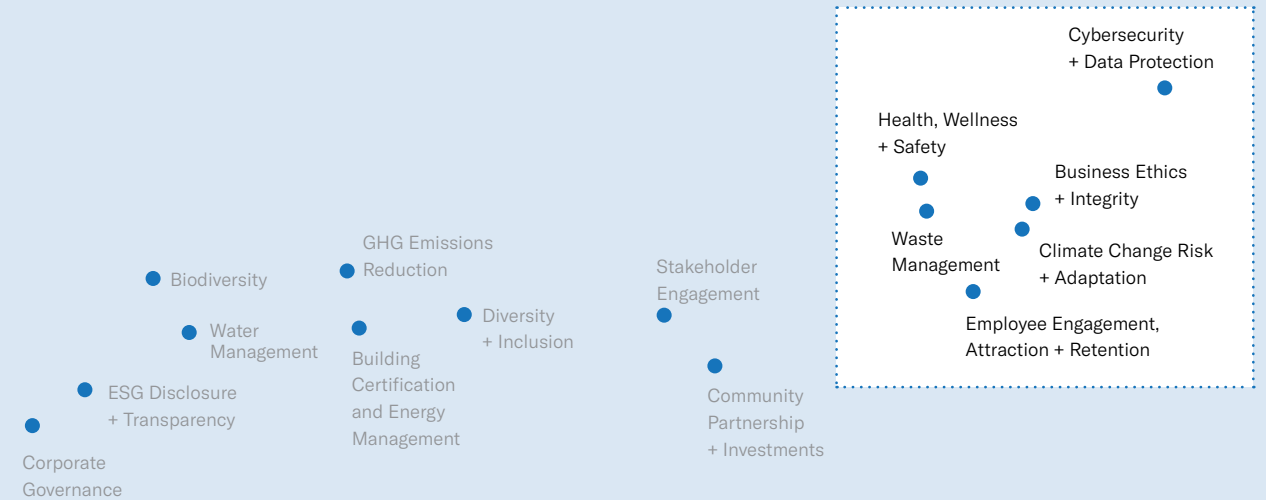 Cybersecurity
+ Data Protection
Health, Wellness
+ Safety
Business Ethics
+ Integrity
Waste
Management
Climate Change Risk
+ Adaptation
Employee Engagement,
Attraction + Retention
GHG Emissions
Reduction
Biodiversity
Stakeholder
Engagement
Diversity
+ Inclusion
Water
Management
Building
Certification
and Energy
Management
ESG Disclosure
+ Transparency
Community
Partnership
+ Investments
Corporate
Governance